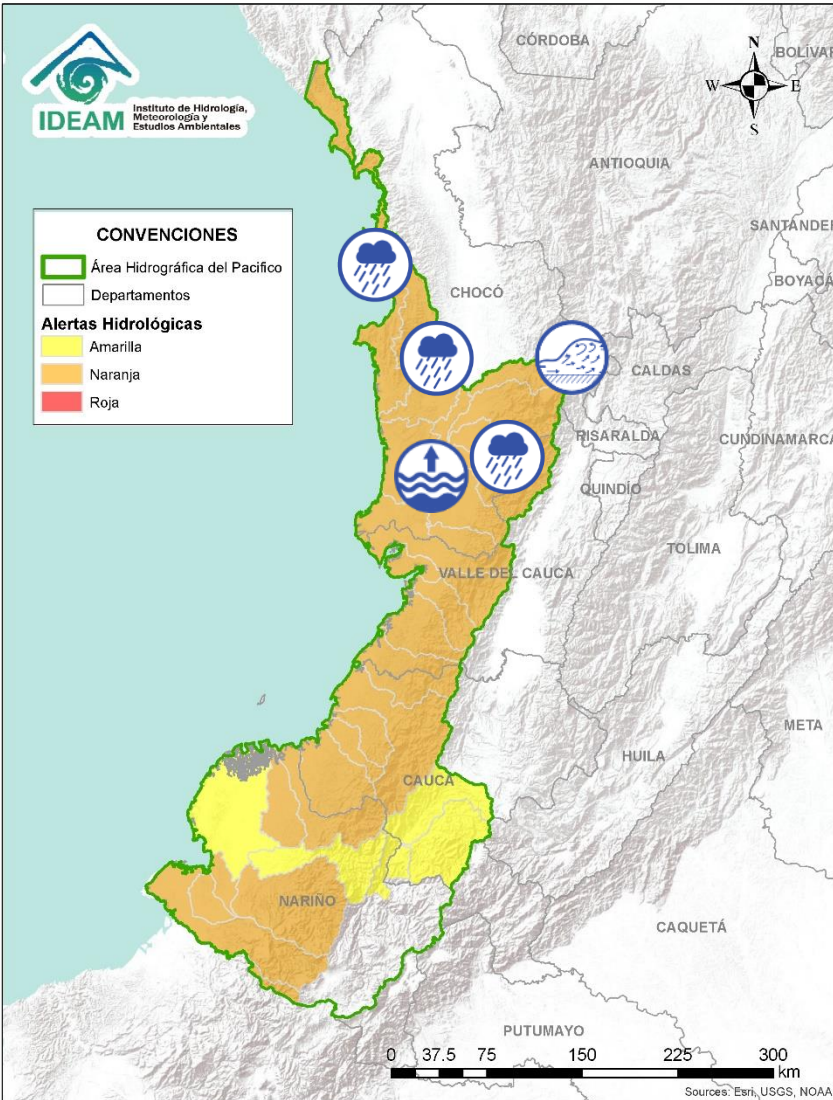 IDEAM
Instituto de Hidrología,
Meteorología y
Estudios Ambientales
CÓRDOBA
BOLÍVAR
N
W
E
S
ANTIOQUIA
SANTANDER
BOYACÁ
CONVENCIONES
Área Hidrográfica del Pacifico
Departamentos
Alertas Hidrológicas
Amarilla
Naranja
Roja
CHOCÓ
CALDAS
RISARALDA
CUNDINAMARCA
QUINDÍO
TOLIMA
VALLE DEL CAUCA
META
HUILA
CAUCA
NARIÑO
CAQUETÁ
PUTUMAYO
0 37.5 75 150 225 300
km
Sources: Esri, USGS, NOAA